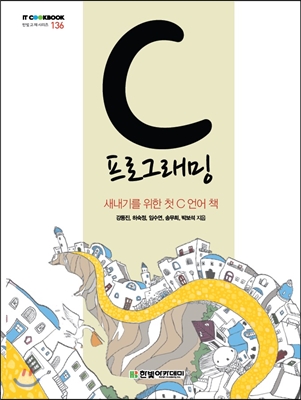 IT COOKBOOK
한빛 교재 시리즈 136
C
프로그래밍
새내기를 위한 첫 C 언어 책
강동진, 하숙정, 임수연, 송무희, 박보석 지음
한빛아카데미